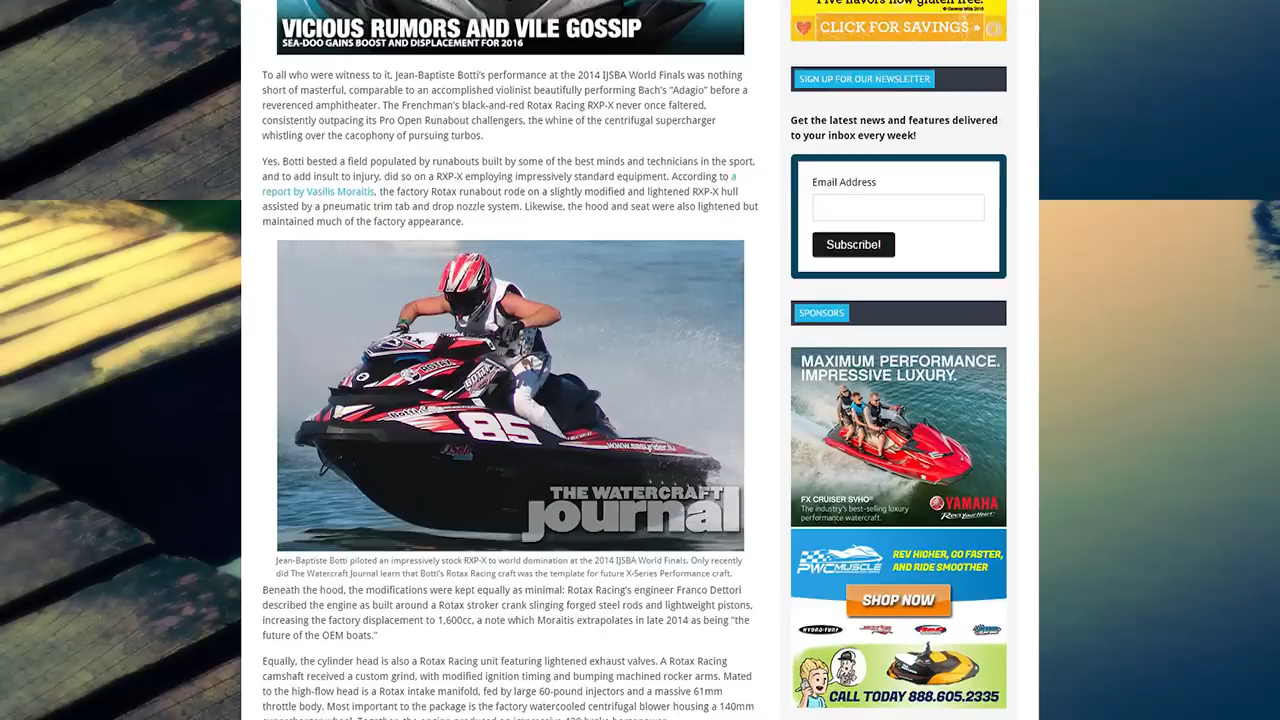 VICIOUS RUMORS AND VILE GOSSIP
SEA-DOO GAINS BOOST AND DISPLACEMENT FOR 2016
To all who were witness to it, Jean-Baptiste Botti's performance at the 2014 IJSBA World Finals was nothing
short of masterful, comparable to an accomplished violinist beautifully performing Bach's “Adagio” before a
reverenced amphitheater. The Frenchman's black-and-red Rotax Racing RXP-X never once faltered,
consistently outpacing its Pro Open Runabout challengers, the whine of the centrifugal supercharger
whistling over the cacophony of pursuing turbos.
Yes, Botti bested a field populated by runabouts built by some of the best minds and technicians in the sport,
and to add insult to injury, did so on a RXP-X employing impressively standard equipment. According to a
report by Vasilis Moraitis, the factory Rotax runabout rode on a slightly modified and lightened RXP-X hull
assisted by a pneumatic trim tab and drop nozzle system. Likewise, the hood and seat were also lightened but
maintained much of the factory appearance.
85
www.easyrider.lu
THE WATERCRAFT
journal
Jean-Baptiste Botti piloted an impressively stock RXP-X to world domination at the 2014 IJSBA World Finals. Only recently
did The Watercraft Journal learn that Botti's Rotax Racing craft was the template for future X-Series Performance craft.
Beneath the hood, the modifications were kept equally as minimal: Rotax Racing's engineer Franco Dettori
described the engine as built around a Rotax stroker crank slinging forged steel rods and lightweight pistons,
increasing the factory displacement to 1,600cc, a note which Moraitis extrapolates in late 2014 as being “the
future of the OEM boats.”
Equally, the cylinder head is also a Rotax Racing unit featuring lightened exhaust valves. A Rotax Racing
camshaft received a custom grind, with modified ignition timing and bumping machined rocker arms. Mated
to the high-flow head is a Rotax intake manifold, fed by large 60-pound injectors and a massive 61mm
throttle body. Most important to the package is the factory watercooled centrifugal blower housing a 140mm
Five flavors now gluten free.
CLICK FOR SAVINGS »
SIGN UP FOR OUR NEWSLETTER
Get the latest news and features delivered
to your inbox every week!
Email Address
Subscribe!
SPONSORS
MAXIMUM PERFORMANCE.
IMPRESSIVE LUXURY.
FX CRUISER SVHO®
The industry's best-selling luxury
performance watercraft.
YAMAHA
Revs Your Heart
PWCMUSCLE
REV HIGHER, GO FASTER,
AND RIDE SMOOTHER
SHOP NOW
HYDRO-TURF
CALL TODAY 888.605.2335